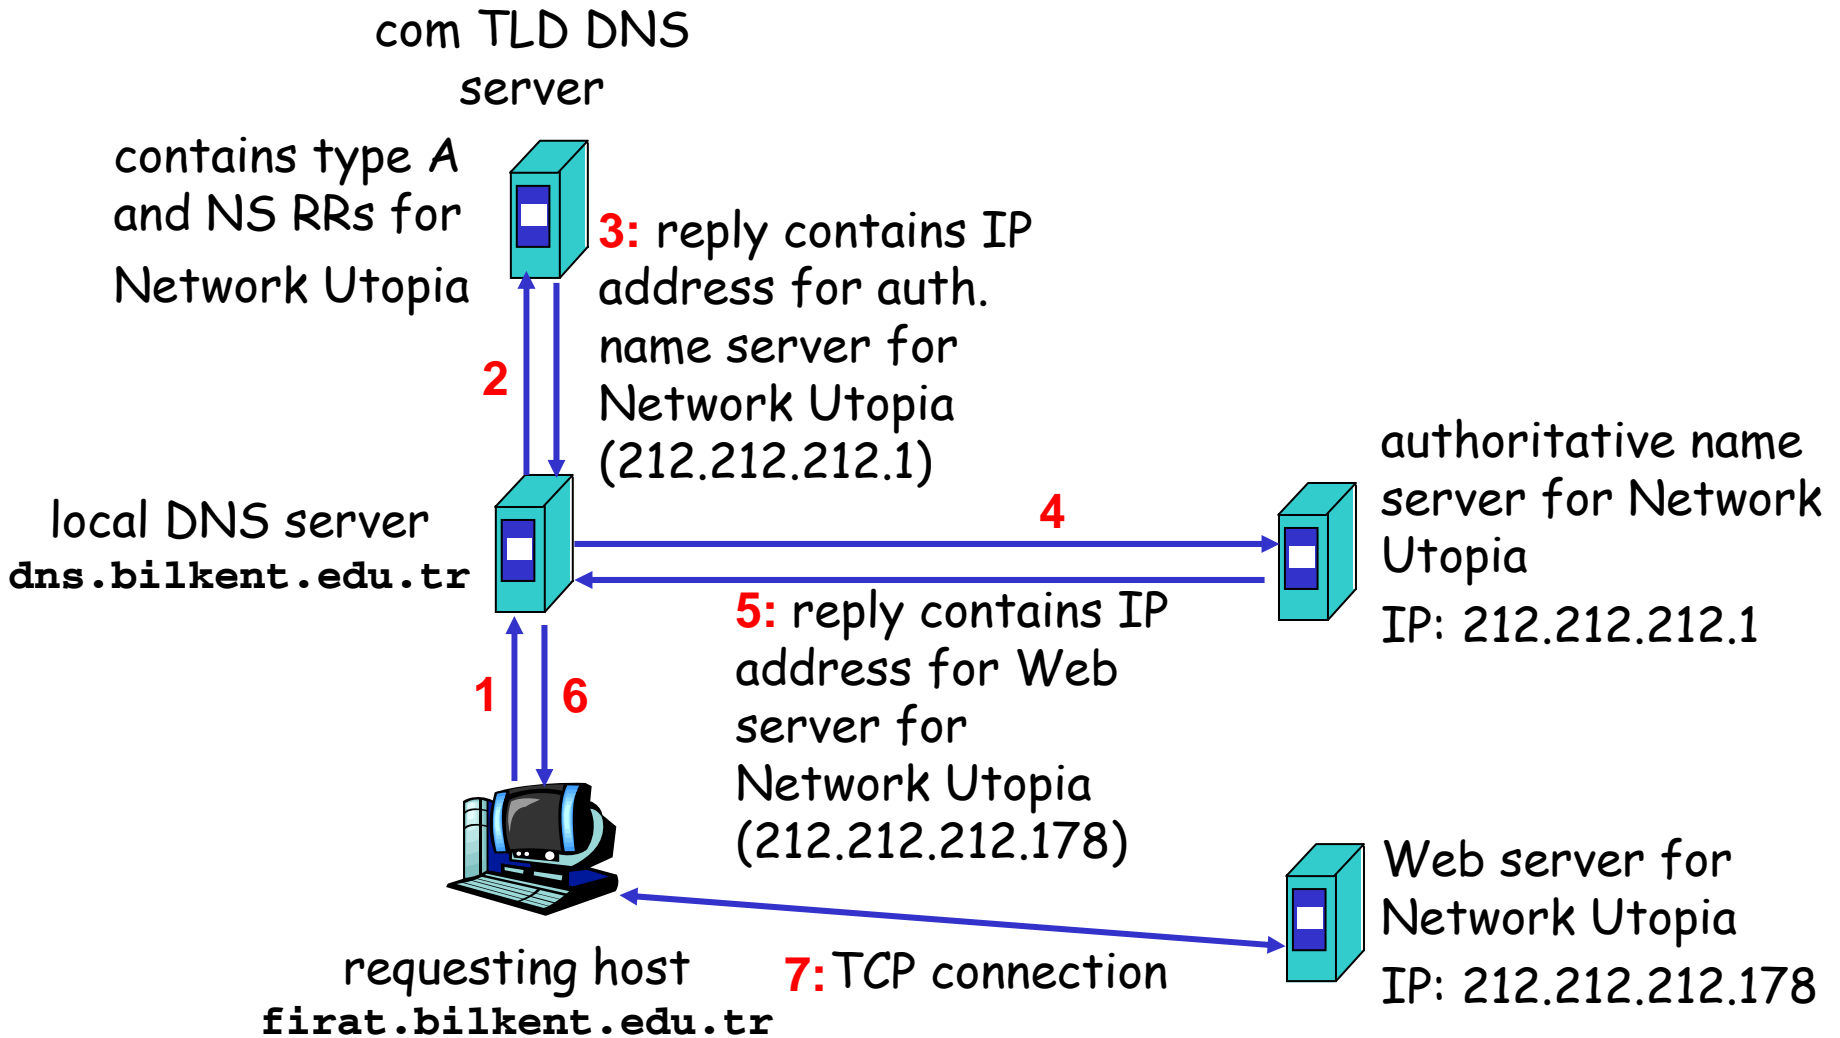 com TLD DNS
server
contains type A
and NS RRs for
Network Utopia
3: reply contains IP
address for auth.
name server for
Network Utopia
(212.212.212.1)
2
authoritative name
server for Network
Utopia
IP: 212.212.212.1
4
local DNS server
dns.bilkent.edu.tr
5: reply contains IP
address for Web
server for
Network Utopia
(212.212.212.178)
1
6
Web server for
Network Utopia
IP: 212.212.212.178
7: TCP connection
requesting host
firat.bilkent.edu.tr